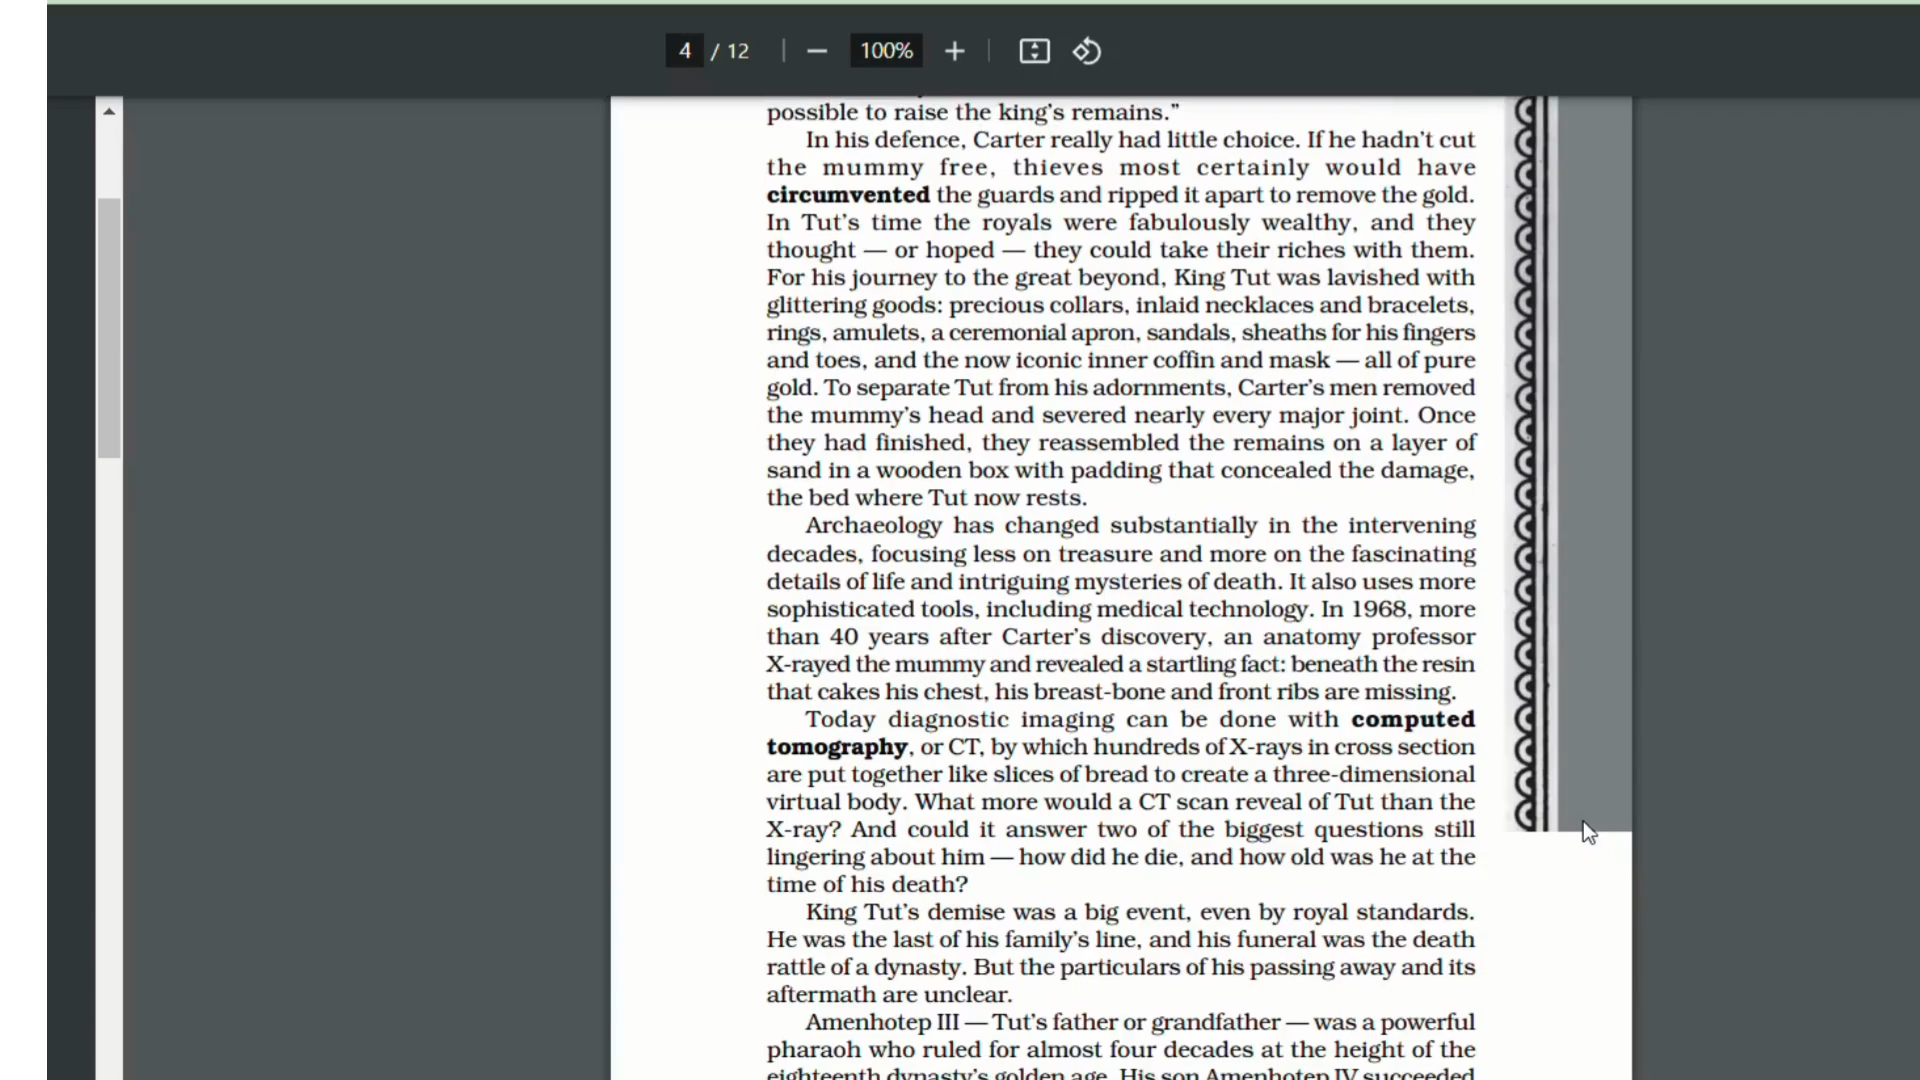 4 / 12 100%
possible to raise the king's remains."
In his defence, Carter really had little choice. If he hadn't cut
the mummy free, thieves most certainly would have
circumvented the guards and ripped it apart to remove the gold.
In Tut's time the royals were fabulously wealthy, and they
thought — or hoped — they could take their riches with them.
For his journey to the great beyond, King Tut was lavished with
glittering goods: precious collars, inlaid necklaces and bracelets,
rings, amulets, a ceremonial apron, sandals, sheaths for his fingers
and toes, and the now iconic inner coffin and mask — all of pure
gold. To separate Tut from his adornments, Carter's men removed
the mummy's head and severed nearly every major joint. Once
they had finished, they reassembled the remains on a layer of
sand in a wooden box with padding that concealed the damage,
the bed where Tut now rests.
Archaeology has changed substantially in the intervening
decades, focusing less on treasure and more on the fascinating
details of life and intriguing mysteries of death. It also uses more
sophisticated tools, including medical technology. In 1968, more
than 40 years after Carter's discovery, an anatomy professor
X-rayed the mummy and revealed a startling fact: beneath the resin
that cakes his chest, his breast-bone and front ribs are missing.
Today diagnostic imaging can be done with computed
tomography, or CT, by which hundreds of X-rays in cross section
are put together like slices of bread to create a three-dimensional
virtual body. What more would a CT scan reveal of Tut than the
X-ray? And could it answer two of the biggest questions still
lingering about him — how did he die, and how old was he at the
time of his death?
King Tut's demise was a big event, even by royal standards.
He was the last of his family's line, and his funeral was the death
rattle of a dynasty. But the particulars of his passing away and its
aftermath are unclear.
Amenhotep III — Tut's father or grandfather — was a powerful
pharaoh who ruled for almost four decades at the height of the
eighteenth dynasty's golden age. His son Amenhotep IV succeeded